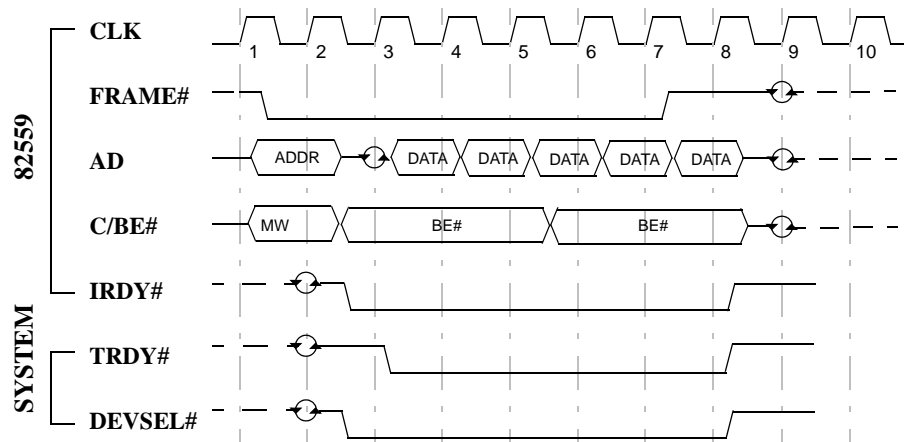 82559
SYSTEM
CLK
1 2 3 4 5 6 7 8 9 10
FRAME#
AD ADDR DATA DATA DATA DATA DATA
C/BE# MW BE# BE#
IRDY#
TRDY#
DEVSEL#